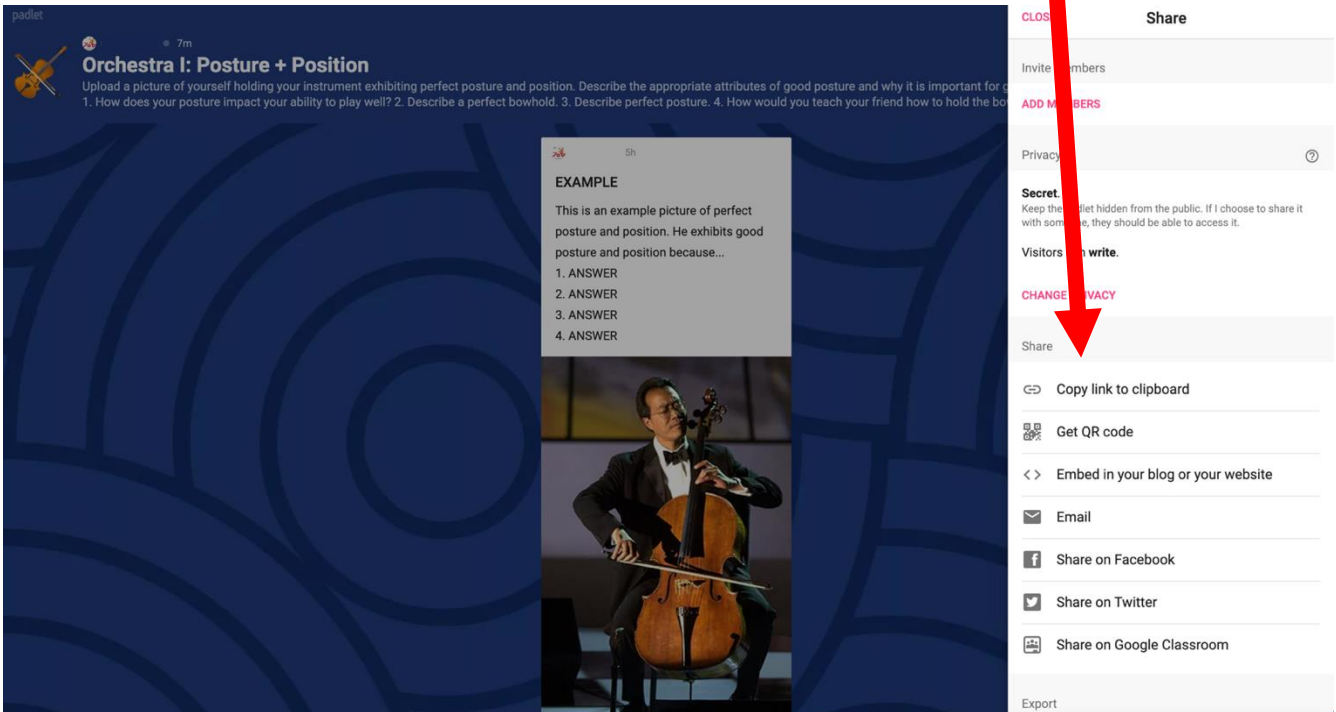 padlet
7m
Orchestra I: Posture + Position
Upload a picture of yourself holding your instrument exhibiting perfect posture and position. Describe the appropriate attributes of good posture and why it is important for
1. How does your posture impact your ability to play well? 2. Describe a perfect bowhold. 3. Describe perfect posture. 4. How would you teach your friend how to hold the
5h
EXAMPLE
This is an example picture of perfect
posture and position. He exhibits good
posture and position because...
1. ANSWER
2. ANSWER
3. ANSWER
4. ANSWER
Share
Invite
ADD
Privacy
Secret.
Keep the hidden from the public. If I choose to share it
with they should be able to access it.
Visitors write.
CHANGE
Share
Copy link to clipboard
Get QR code
Embed in your blog or your website
Email
Share on Facebook
Share on Twitter
Share on Google Classroom
Export